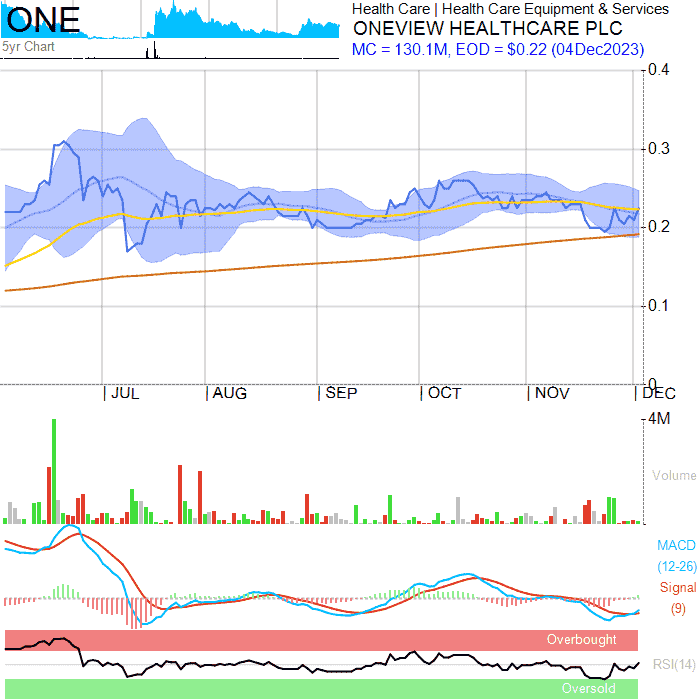 ONE
5yr Chart
Health Care | Health Care Equipment & Services
ONEVIEW HEALTHCARE PLC
MC = 130.1M, EOD = $0.22 (04Dec2023)
0.4
0.3
0.2
0.1
0
| JUL | AUG | SEP | OCT | NOV | DEC
4M
Volume
MACD
(12-26)
Signal
(9)
Overbought
RSI(14)
Oversold